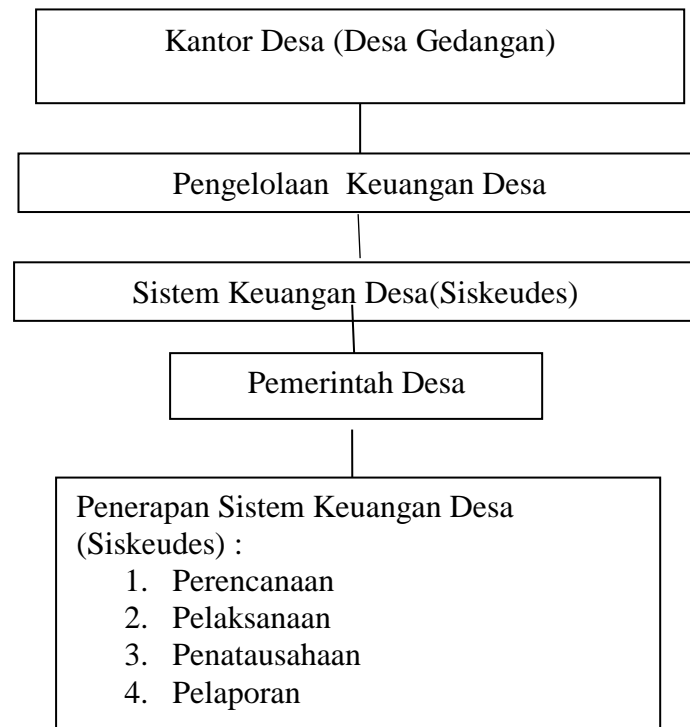 Kantor Desa (Desa Gedangan)
Pengelolaan Keuangan Desa
Sistem Keuangan Desa(Siskeudes)
Pemerintah Desa
Penerapan Sistem Keuangan Desa
(Siskeudes) :
1. Perencanaan
2. Pelaksanaan
3. Penatausahaan
4. Pelaporan